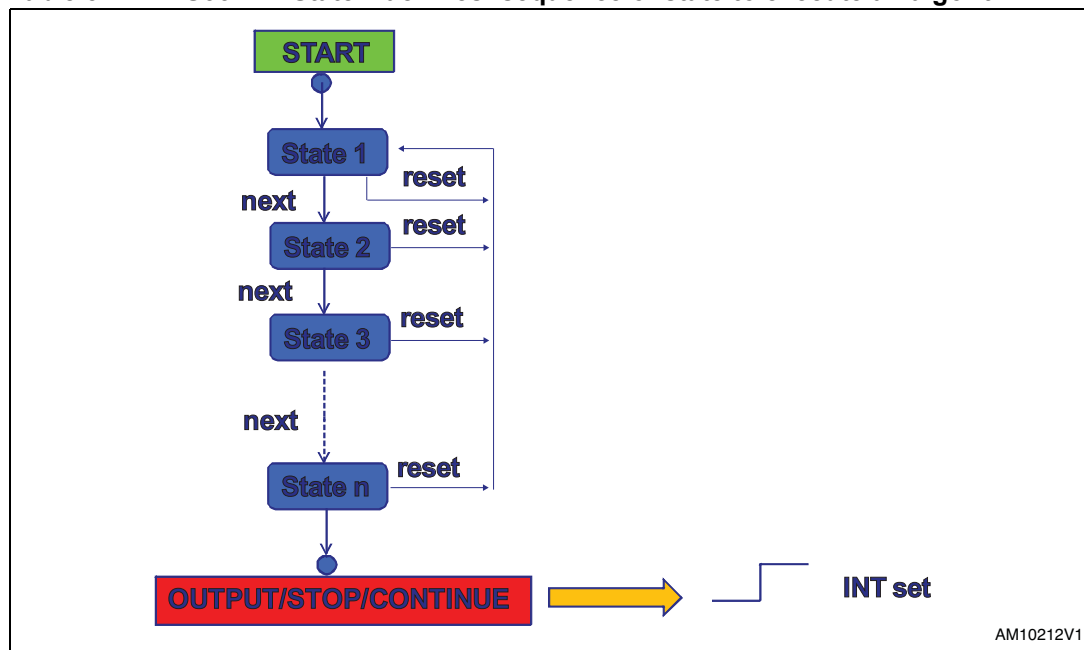 START
State 1
reset
next
reset
State 2
next
reset
State 3
next
reset
State n
OUTPUT/STOP/CONTINUE
INT set
AM10212V1